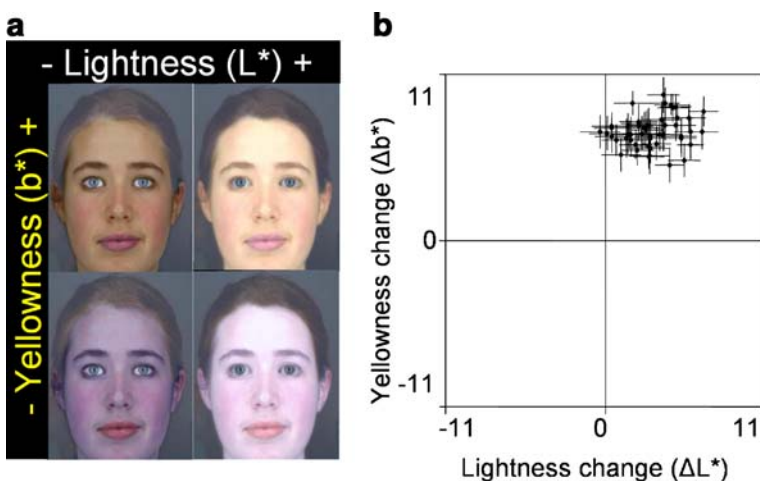 a
- Lightness (L*) +
- Yellowness (b*) +
b
11
0
-11
Yellowness change (Δb*)
-11
0
11
Lightness change (ΔL*)